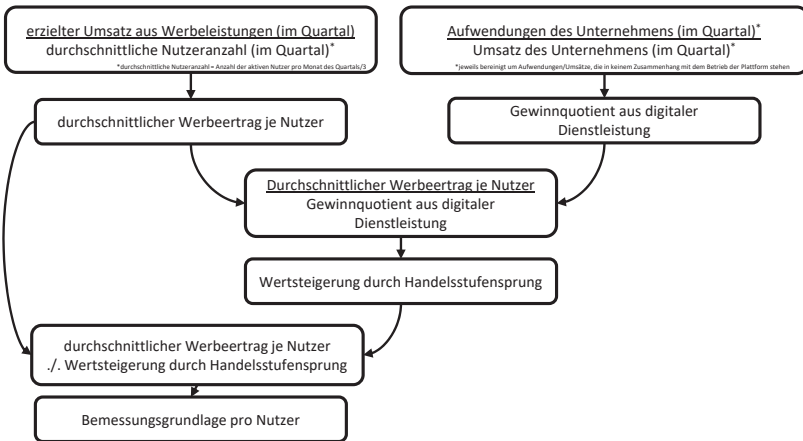 erzielter Umsatz aus Werbeleistungen (im Quartal)
durchschnittliche Nutzeranzahl (im Quartal)*
*durchschnittliche Nutzeranzahl = Anzahl der aktiven Nutzer pro Monat des Quartals/3
Aufwendungen des Unternehmens (im Quartal)*
Umsatz des Unternehmens (im Quartal)*
*jeweils bereinigt um Aufwendungen/Umsätze, die in keinem Zusammenhang mit dem Betrieb der Plattform stehen
durchschnittlicher Werbeertrag je Nutzer
Gewinnquotient aus digitaler
Dienstleistung
Durchschnittlicher Werbeertrag je Nutzer
Gewinnquotient aus digitaler
Dienstleistung
Wertsteigerung durch Handelsstufensprung
durchschnittlicher Werbeertrag je Nutzer
./. Wertsteigerung durch Handelsstufensprung
Bemessungsgrundlage pro Nutzer